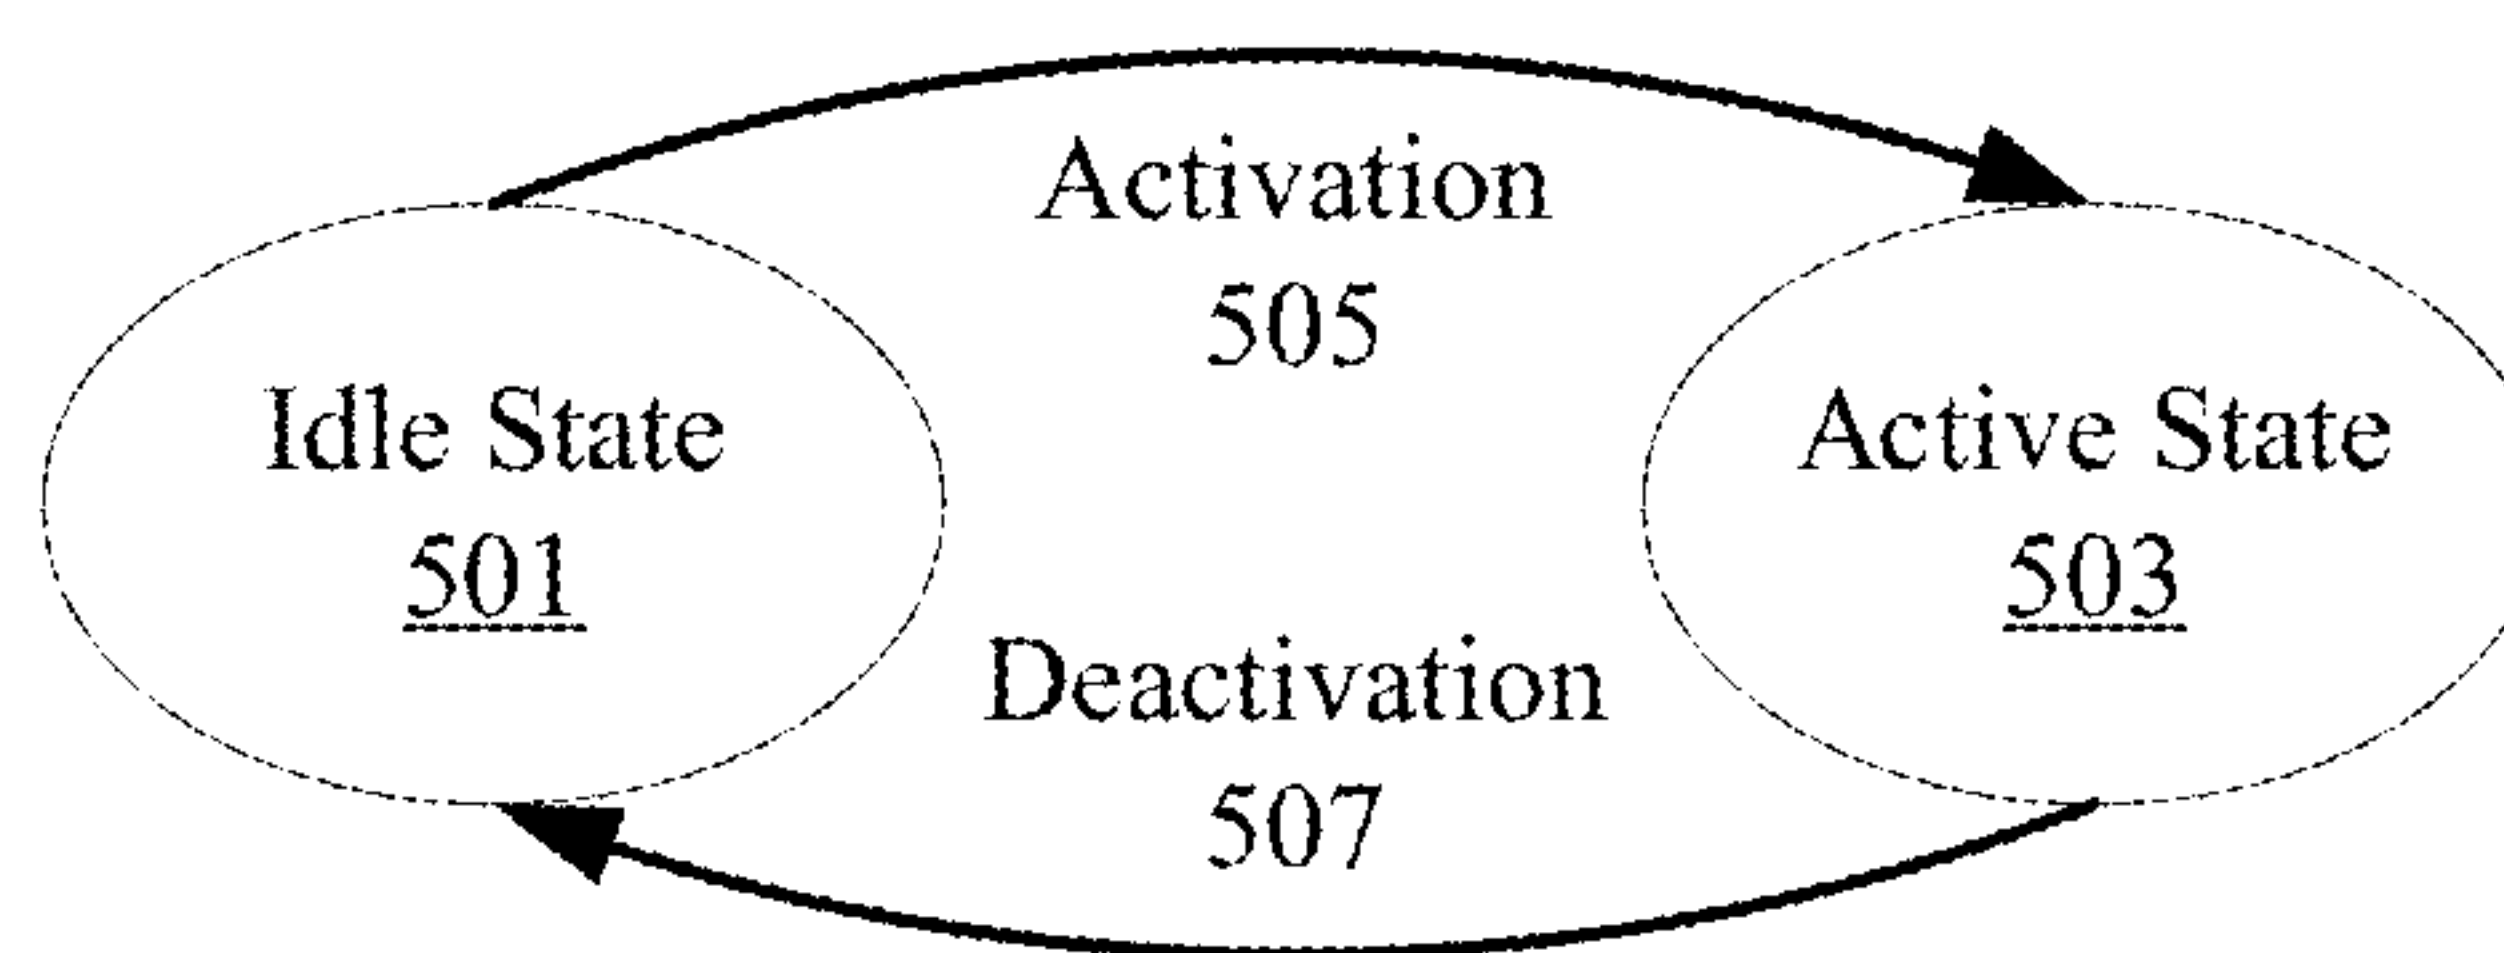 Activation
505
Idle State
501
Active State
503
Deactivation
507